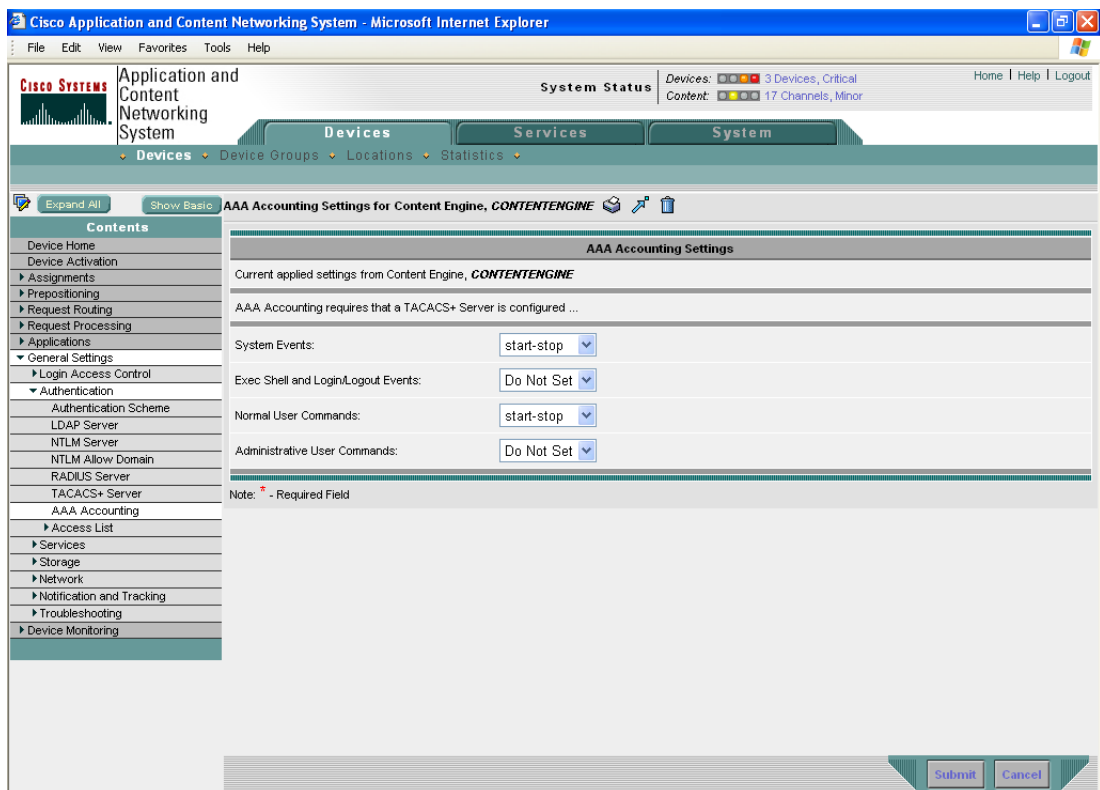 Cisco Application and Content Networking System - Microsoft Internet Explorer
File Edit View Favorites Tools Help
CISCO SYSTEMS
Application and
Content
Networking
System
System Status
Devices: 3 Devices, Critical
Content: 17 Channels, Minor
Home | Help | Logout
Devices Services System
Devices Device Groups Locations Statistics
Expand All Show Basic
AAA Accounting Settings for Content Engine, CONTENTENGINE
Contents
Device Home
Device Activation
Assignments
Prepositioning
Request Routing
Request Processing
Applications
General Settings
Login Access Control
Authentication
Authentication Scheme
LDAP Server
NTLM Server
NTLM Allow Domain
RADIUS Server
TACACS+ Server
AAA Accounting
Access List
Services
Storage
Network
Notification and Tracking
Troubleshooting
Device Monitoring
AAA Accounting Settings
Current applied settings from Content Engine, CONTENTENGINE
AAA Accounting requires that a TACACS+ Server is configured ...
System Events: start-stop
Exec Shell and Login/Logout Events: Do Not Set
Normal User Commands: start-stop
Administrative User Commands: Do Not Set
Note: * - Required Field
Submit Cancel